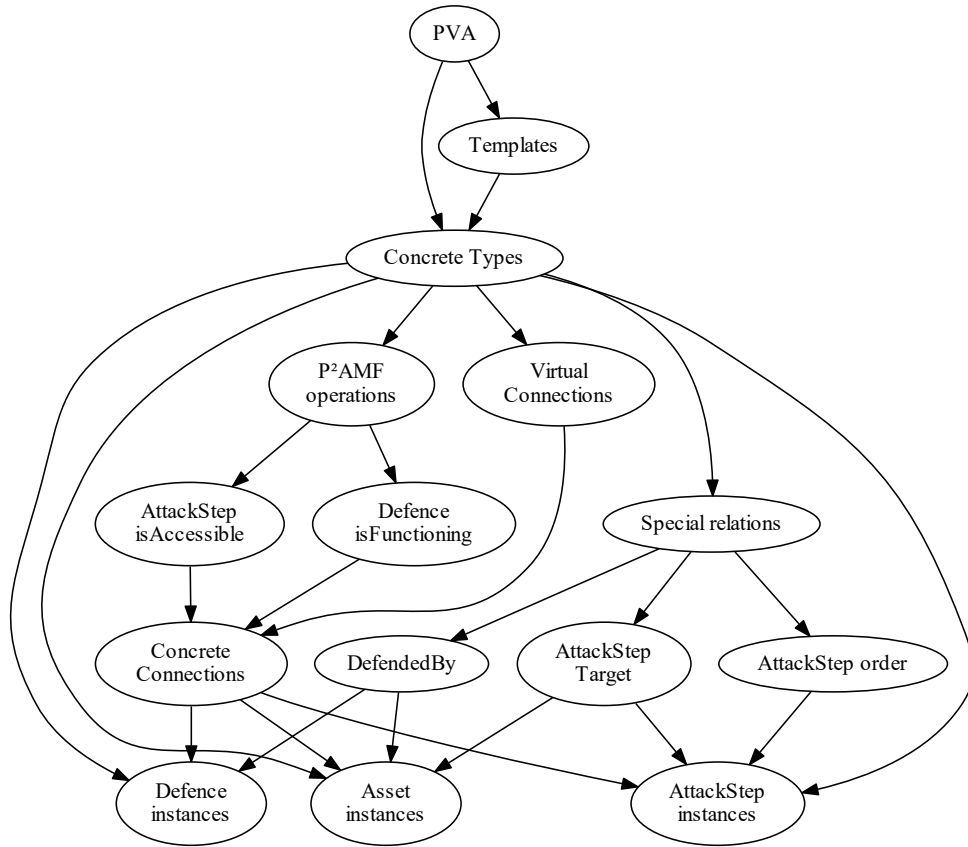 PVA
Templates
Concrete Types
P²AMF
operations
Virtual
Connections
AttackStep
isAccessible
Defence
isFunctioning
Special relations
Concrete
Connections
DefendedBy
AttackStep
Target
AttackStep order
Defence
instances
Asset
instances
AttackStep
instances